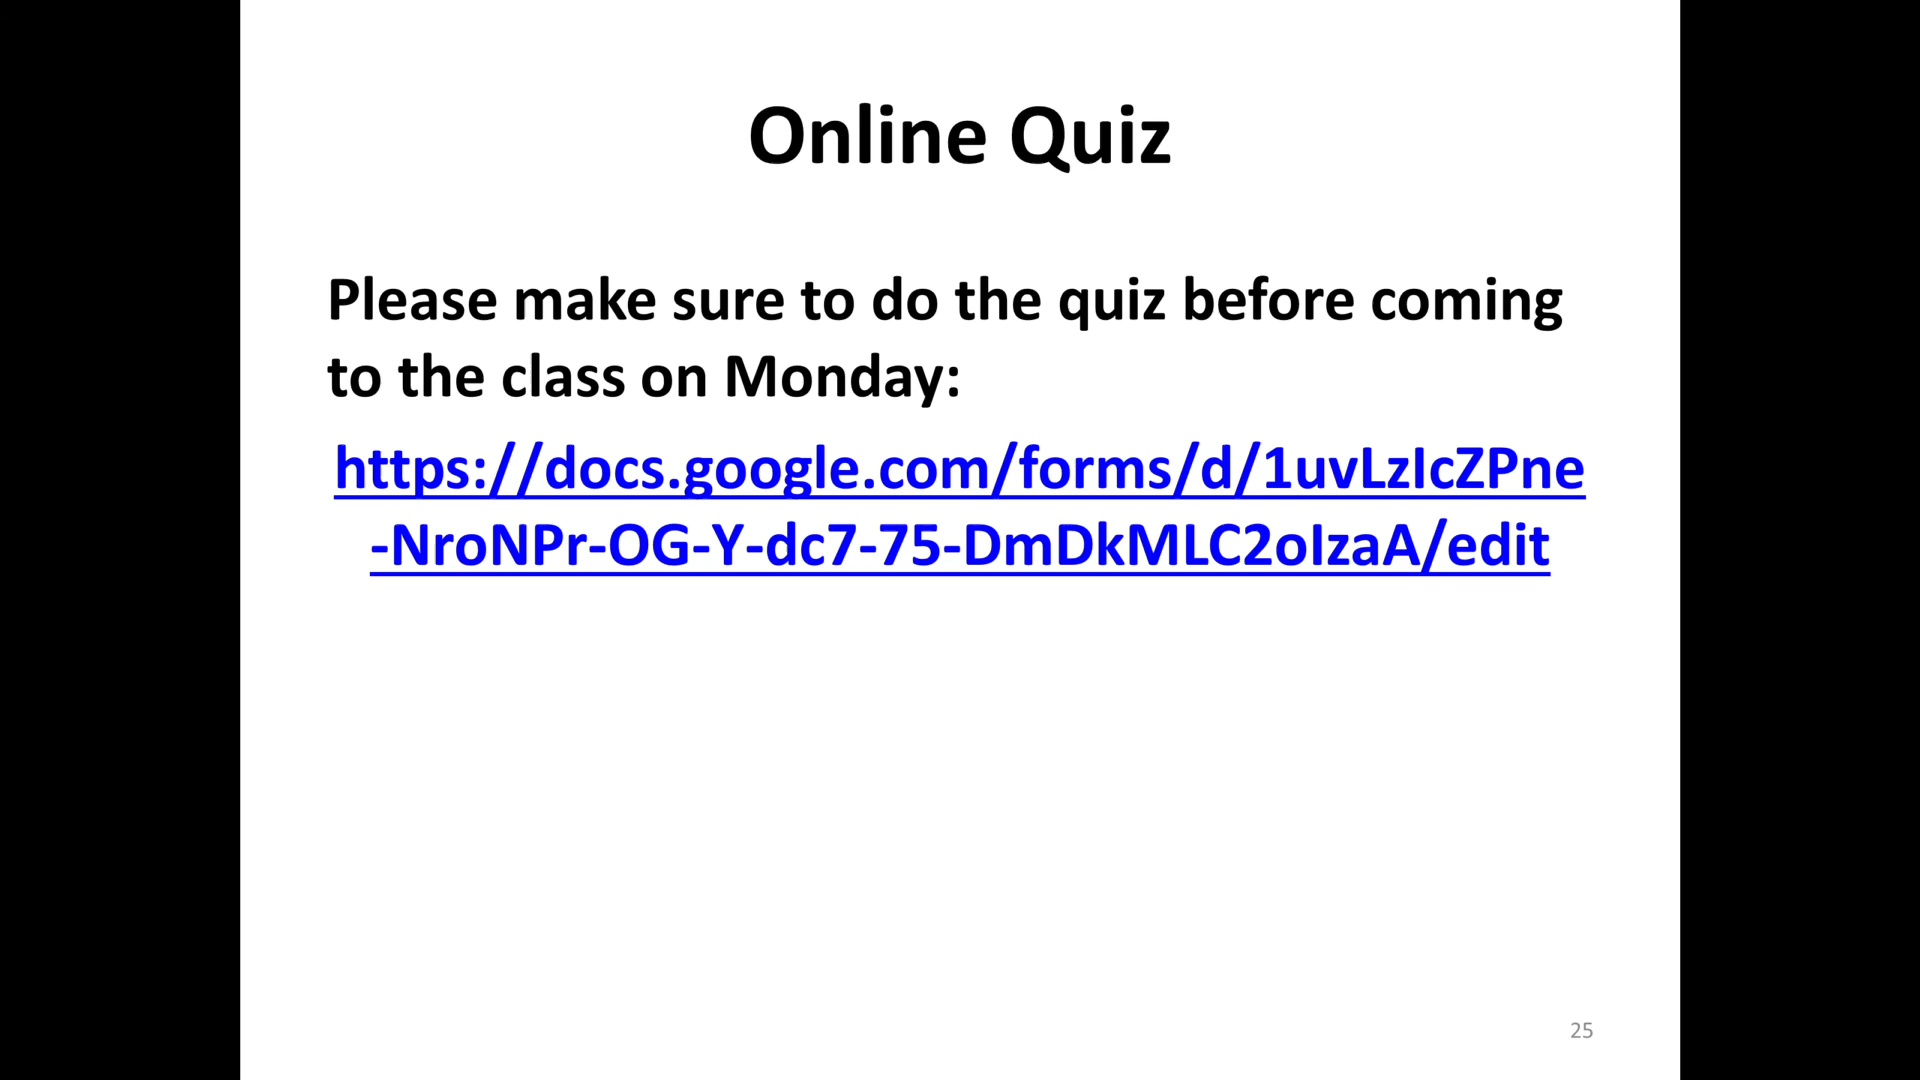 Online Quiz
Please make sure to do the quiz before coming
to the class on Monday:
https://docs.google.com/forms/d/1uvLzIcZPne
-NroNPr-OG-Y-dc7-75-DmDkMLC2oIzaA/edit
25